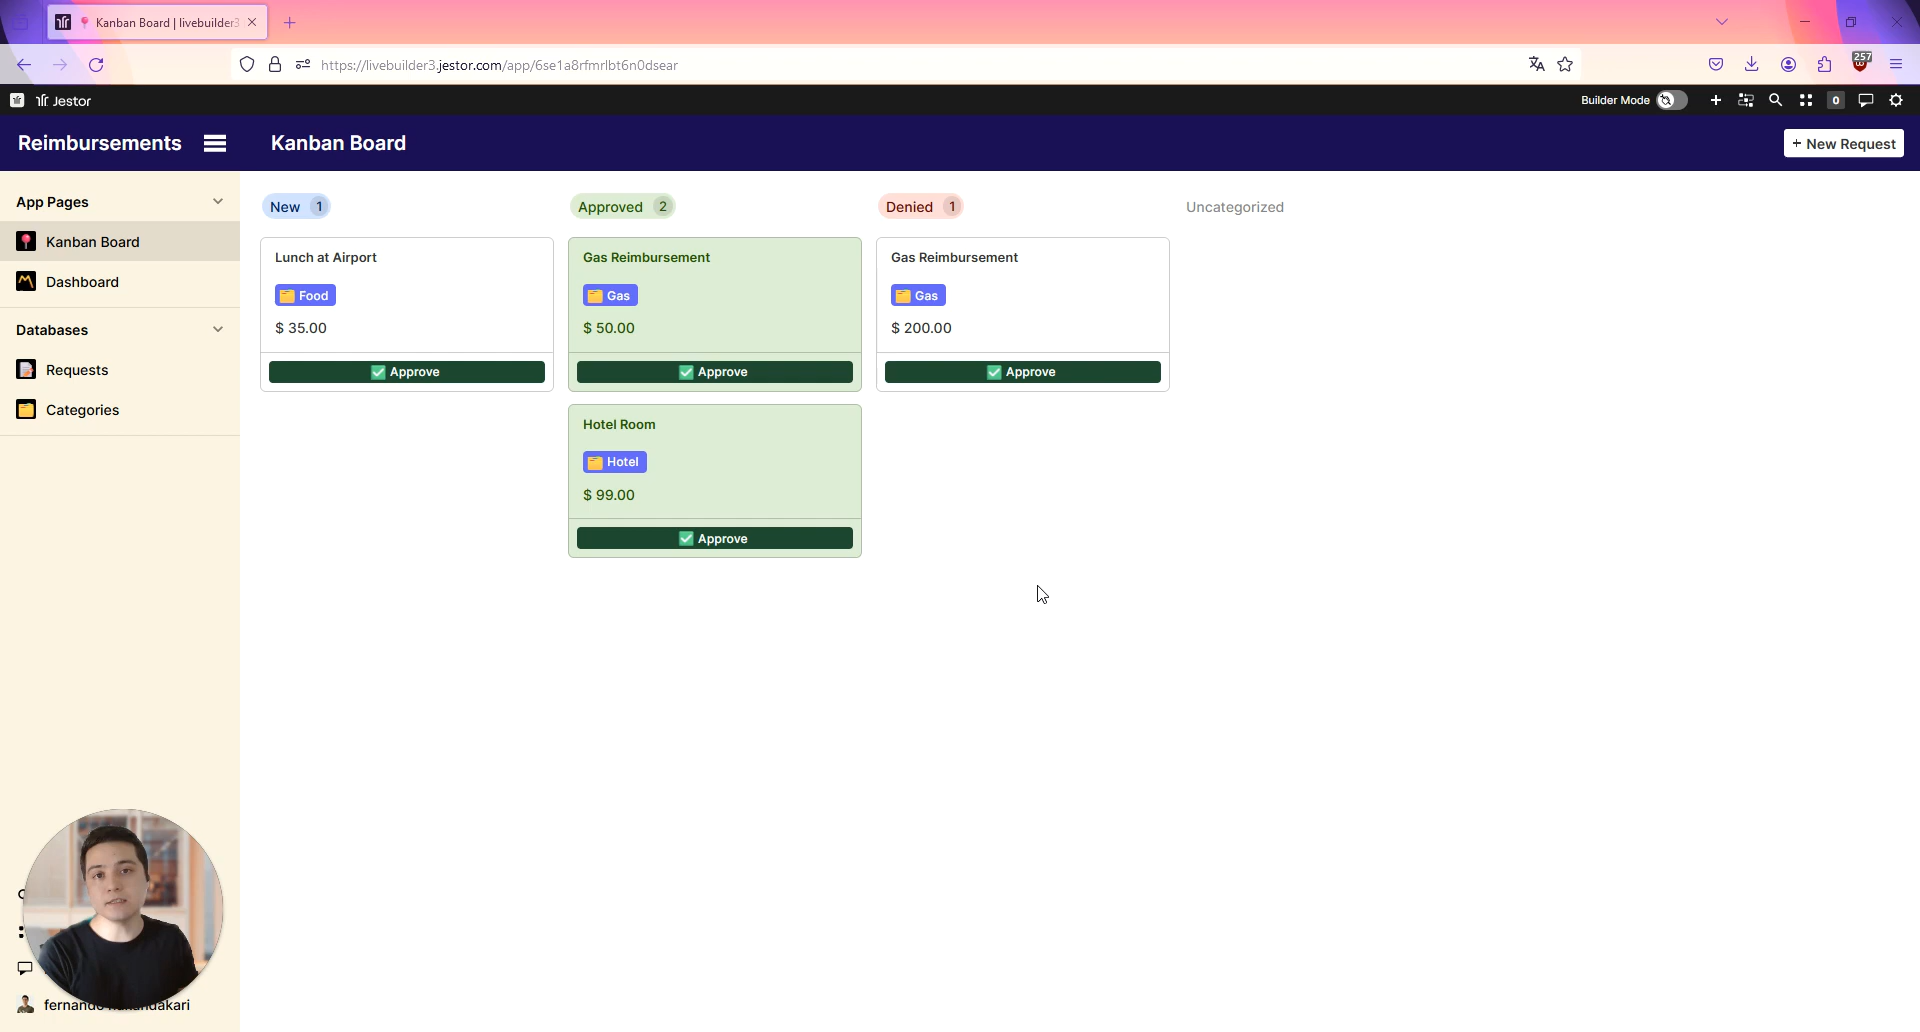 Kanban Board | livebuilder3
https://livebuilder3.jestor.com/app/6se1a8rfmrlbt6n0dsear
257
Jestor
Builder Mode
0
Reimbursements
Kanban Board
+ New Request
App Pages
Kanban Board
Dashboard
Databases
Requests
Categories
New 1
Lunch at Airport
Food
$ 35.00
Approve
Approved 2
Gas Reimbursement
Gas
$ 50.00
Approve
Hotel Room
Hotel
$ 99.00
Approve
Denied 1
Gas Reimbursement
Gas
$ 200.00
Approve
Uncategorized